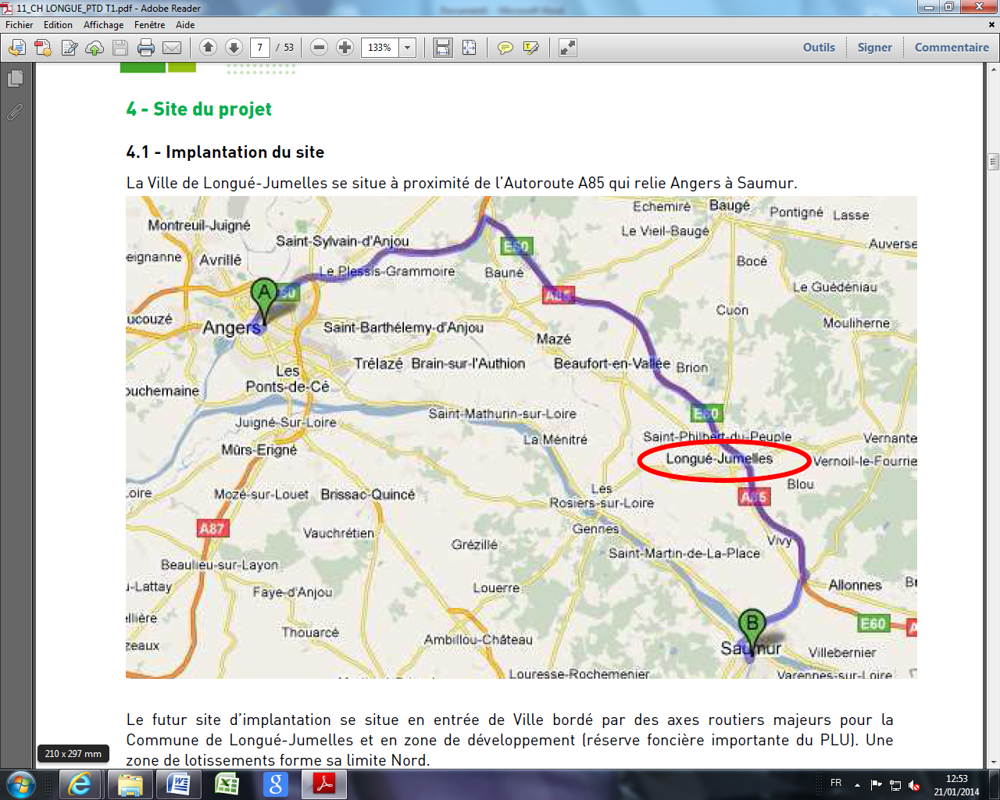 11_CH LONGUE_PTD T1.pdf - Adobe Reader
Fichier Edition Affichage Fenêtre Aide
7 / 53 133% Outils Signer Commentaire
4 - Site du projet
4.1 - Implantation du site
La Ville de Longué-Jumelles se situe à proximité de l'Autoroute A85 qui relie Angers à Saumur.
Echemiré Baugé Pontigné Lasse
Montreuil-Juigné Le Vieil-Baugé
Saint-Sylvain-d'Anjou E60 Auverse
eignanne Avrillé Bocé
Le Plessis-Grammoire Bauné
A 60 A85 Le Guédéniau
Cuon
ucouzé Angers Saint-Barthélemy-d'Anjou Mouliherne
Mazé
Les Trélazé Brain-sur-l'Authion Beaufort-en-Vallée Brion
Ponts-de-Cé
ouchemaine
Saint-Mathurin-sur-Loire E60
Juigné-Sur-Loire
La Ménitré Saint-Philbert-du-Peuple Vernante
Mûrs-Erigné
Longué-Jumelles Vernoil-le-Fourrie
Blou
oire Mozé-sur-Louet Brissac-Quincé Les
Rosiers-sur-Loire A85
A87 Vauchrétien Gennes
Grézillé Vivy
Saint-Martin-de-La-Place
Beaulieu-sur-Layon
u-Lattay Faye-d'Anjou Louerre Allonnes Br
ellière
Thouarcé B E60 A
Ambillou-Château
zeaux Saumur Villebernier
Louresse-Rochemenier Varennes-sur-Loire
Le futur site d'implantation se situe en entrée de Ville bordé par des axes routiers majeurs pour la
Commune de Longué-Jumelles et en zone de développement (réserve foncière importante du PLU). Une
zone de lotissements forme sa limite Nord.
210 x 297 mm
FR 12:53
21/01/2014